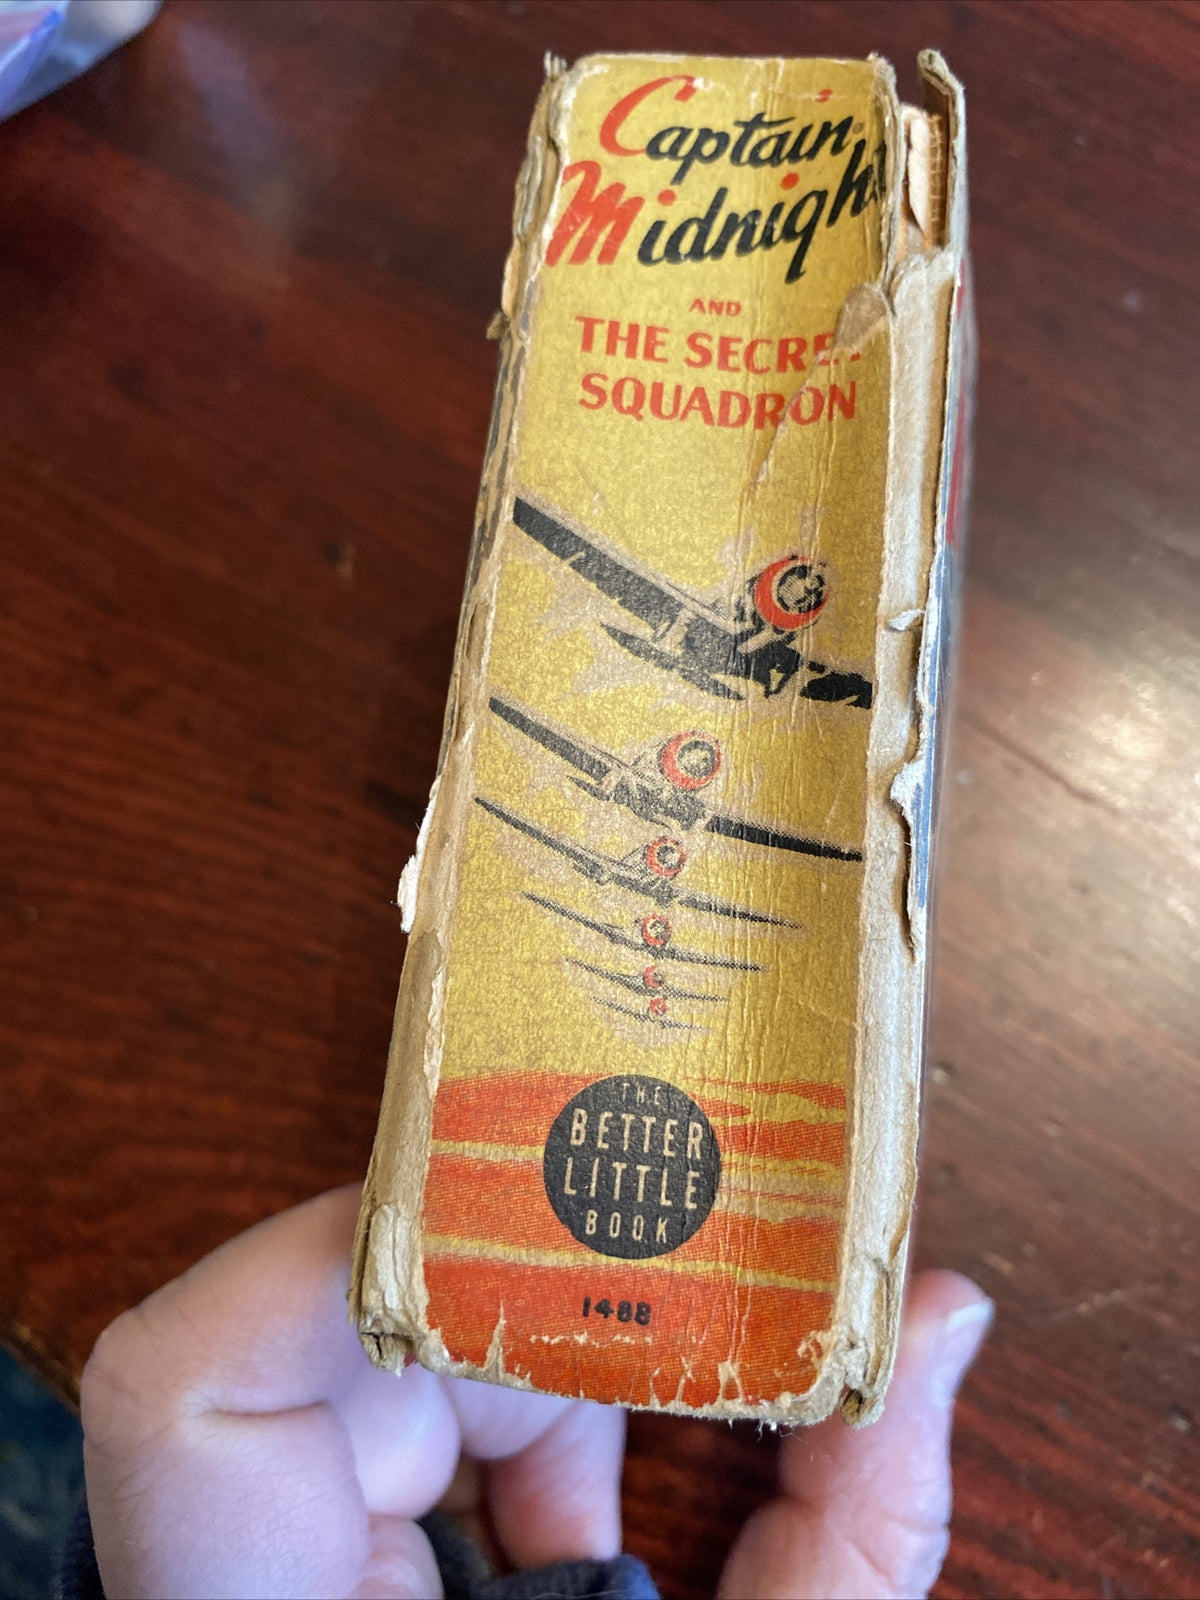 Captain
Midnight
AND
THE SECRET
SQUADRON
THE
BETTER
LITTLE
BOOK
1488